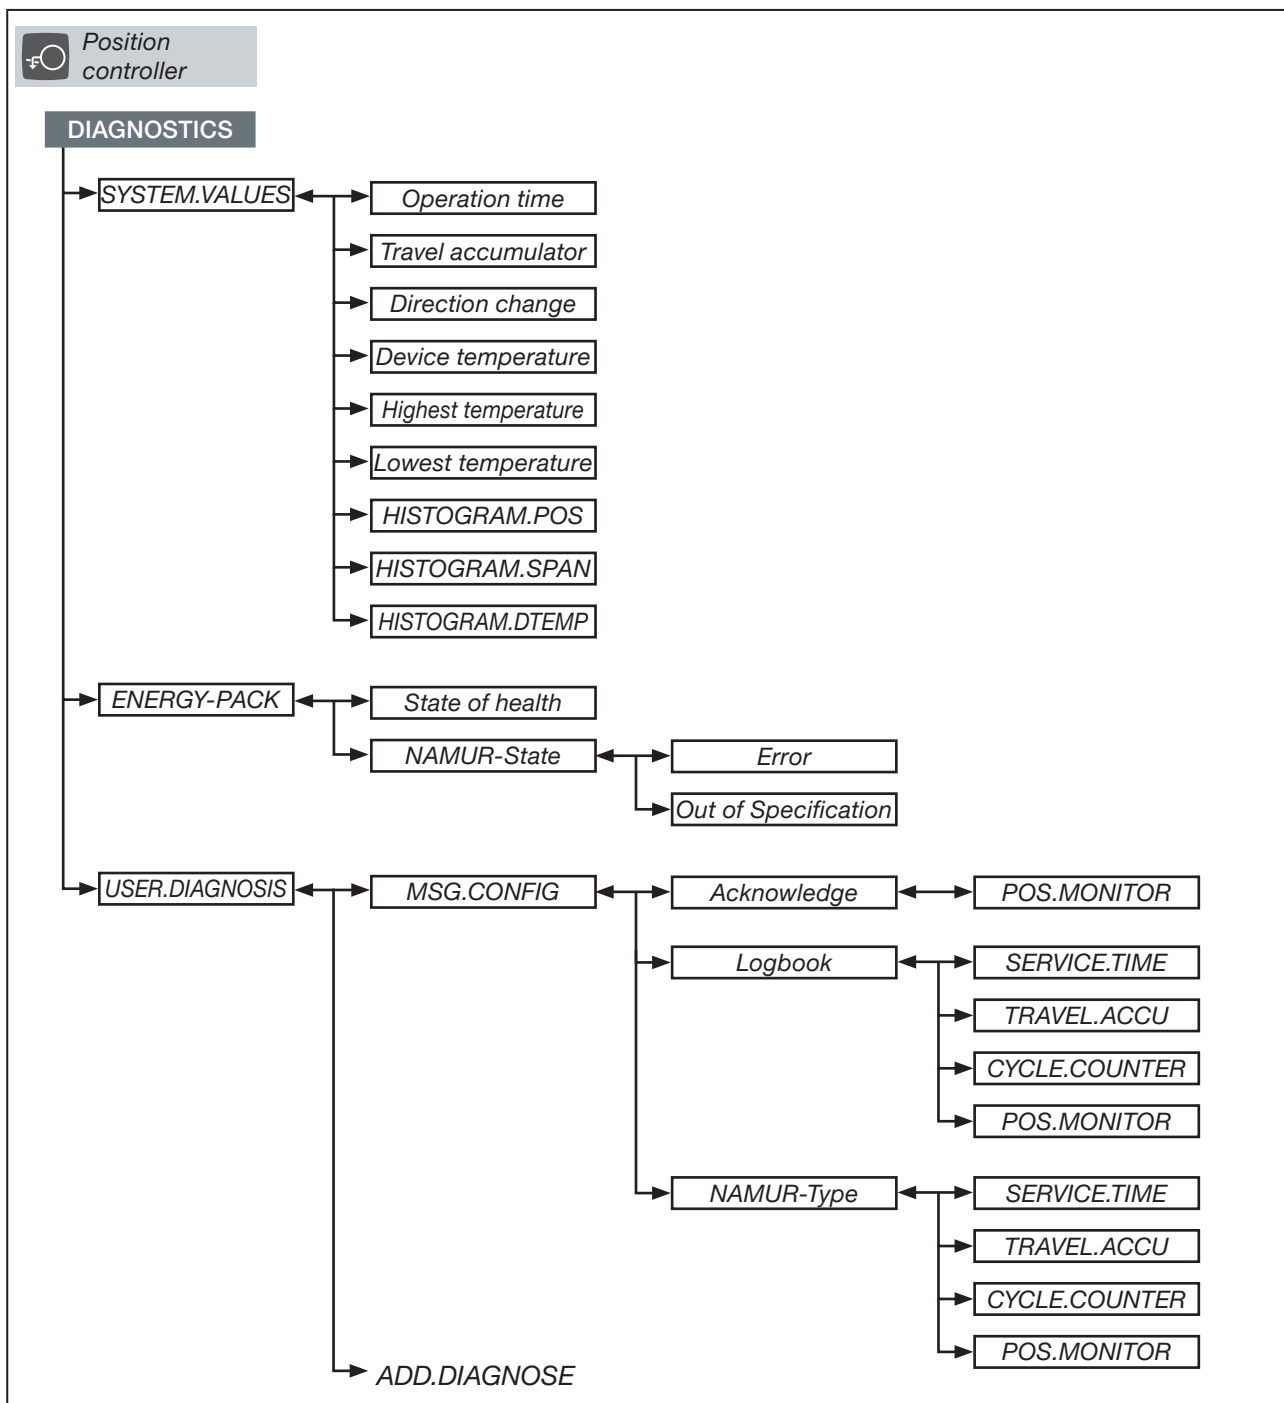 Position
controller
DIAGNOSTICS
SYSTEM.VALUES
Operation time
Travel accumulator
Direction change
Device temperature
Highest temperature
Lowest temperature
HISTOGRAM.POS
HISTOGRAM.SPAN
HISTOGRAM.DTEMP
ENERGY-PACK
State of health
NAMUR-State
Error
Out of Specification
USER.DIAGNOSIS
MSG.CONFIG
Acknowledge
POS.MONITOR
Logbook
SERVICE.TIME
TRAVEL.ACCU
CYCLE.COUNTER
POS.MONITOR
NAMUR-Type
SERVICE.TIME
TRAVEL.ACCU
CYCLE.COUNTER
POS.MONITOR
ADD.DIAGNOSE